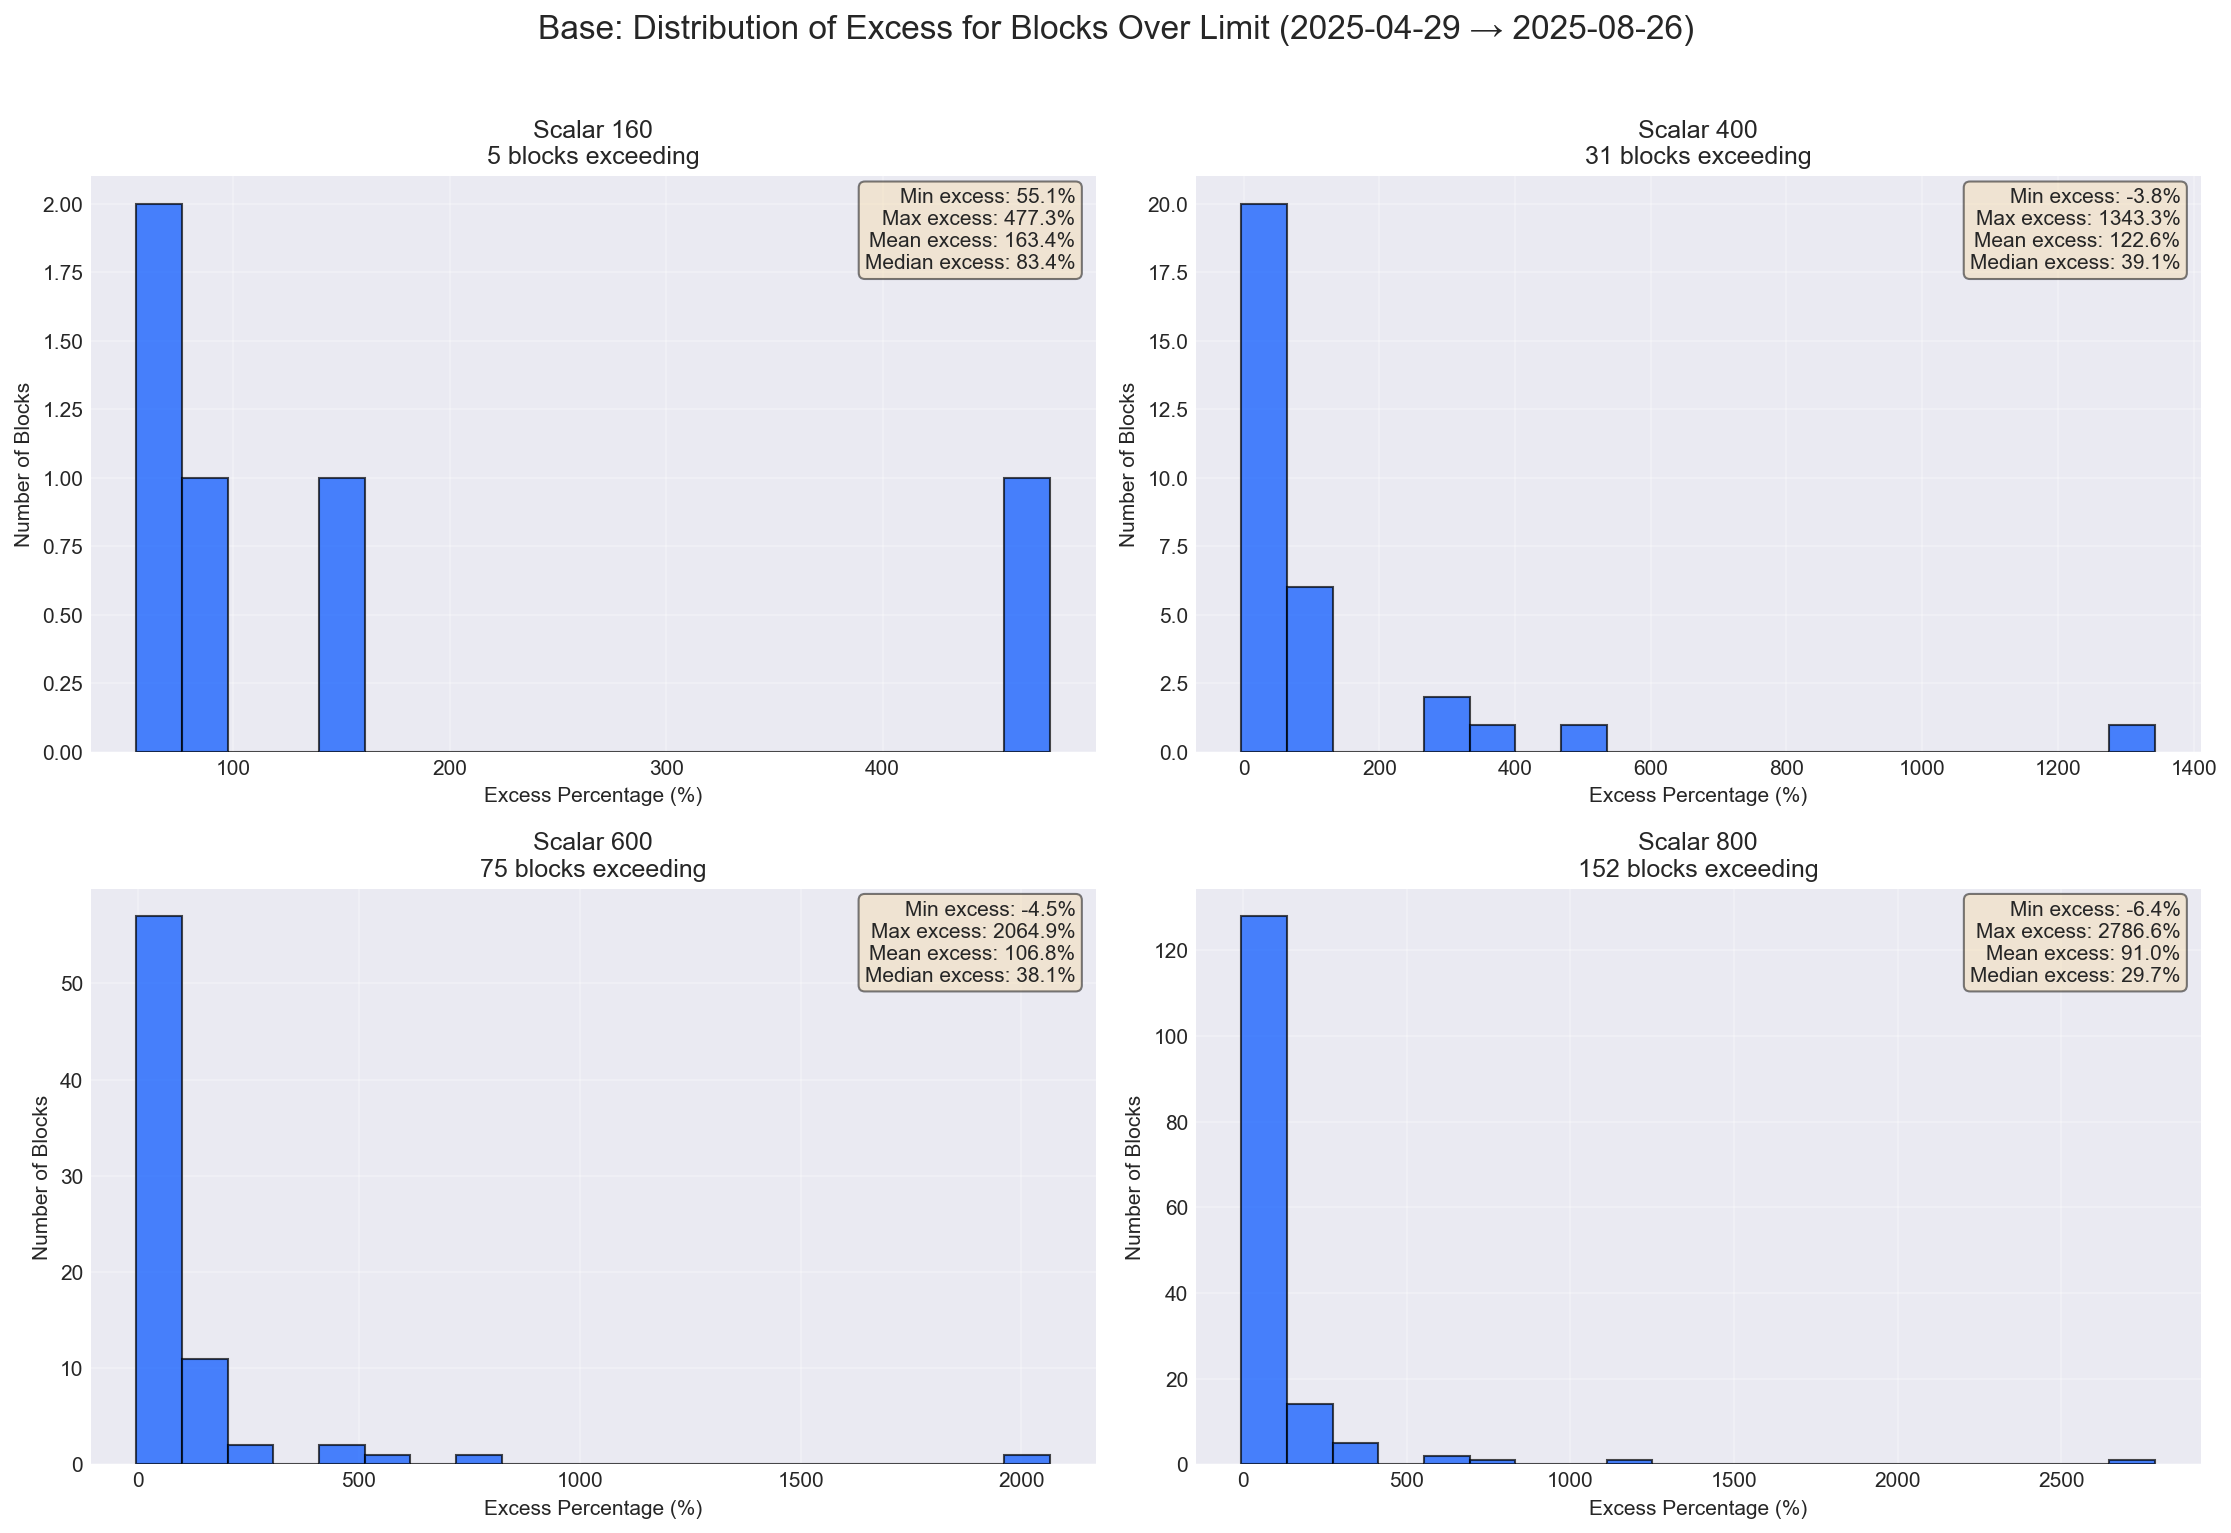 Base: Distribution of Excess for Blocks Over Limit (2025-04-29 → 2025-08-26)
Scalar 160
5 blocks exceeding
Min excess: 55.1%
Max excess: 477.3%
Mean excess: 163.4%
Median excess: 83.4%
2.00
1.75
1.50
1.25
1.00
0.75
0.50
0.25
0.00
Number of Blocks
100 200 300 400
Excess Percentage (%)
Scalar 400
31 blocks exceeding
Min excess: -3.8%
Max excess: 1343.3%
Mean excess: 122.6%
Median excess: 39.1%
20.0
17.5
15.0
12.5
10.0
7.5
5.0
2.5
0.0
Number of Blocks
0 200 400 600 800 1000 1200 1400
Excess Percentage (%)
Scalar 600
75 blocks exceeding
Min excess: -4.5%
Max excess: 2064.9%
Mean excess: 106.8%
Median excess: 38.1%
50
40
30
20
10
0
Number of Blocks
0 500 1000 1500 2000
Excess Percentage (%)
Scalar 800
152 blocks exceeding
Min excess: -6.4%
Max excess: 2786.6%
Mean excess: 91.0%
Median excess: 29.7%
120
100
80
60
40
20
0
Number of Blocks
0 500 1000 1500 2000 2500
Excess Percentage (%)